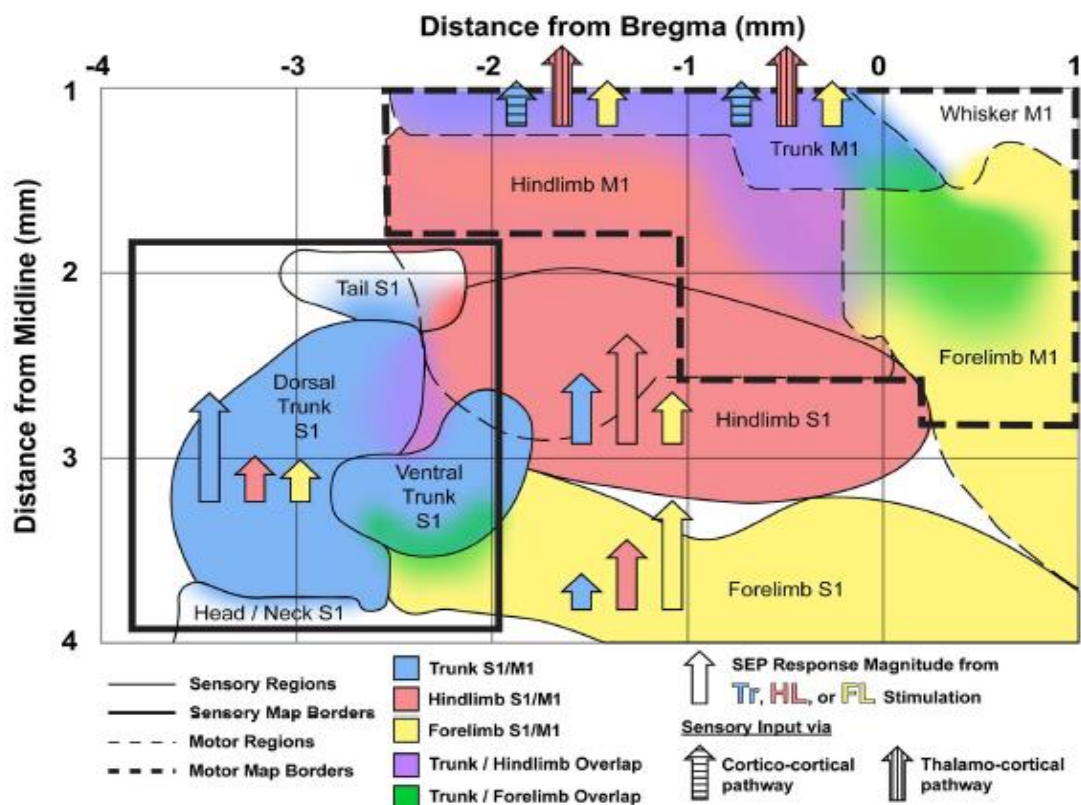 Distance from Bregma (mm)
-4 -3 -2 -1 0 1
Distance from Midline (mm)
1
2
3
4
Whisker M1
Trunk M1
Hindlimb M1
Tail S1
Forelimb M1
Dorsal
Trunk
S1
Hindlimb S1
Ventral
Trunk
S1
Forelimb S1
Head / Neck S1
Sensory Regions
Sensory Map Borders
Motor Regions
Motor Map Borders
Trunk S1/M1
Hindlimb S1/M1
Forelimb S1/M1
Trunk / Hindlimb Overlap
Trunk / Forelimb Overlap
SEP Response Magnitude from
Tr, HL, or FL Stimulation
Sensory Input via
Cortico-cortical
pathway
Thalamo-cortical
pathway